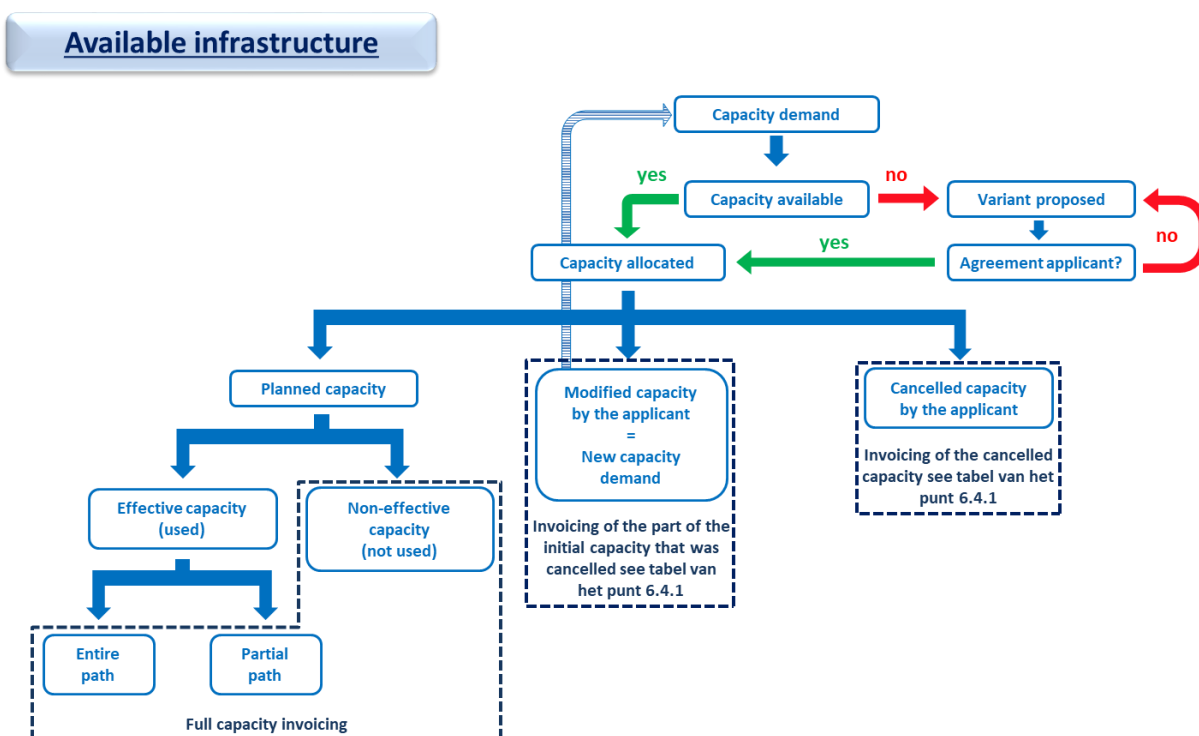 Available infrastructure
Capacity demand
yes
no
Capacity available
Variant proposed
yes
no
Capacity allocated
Agreement applicant?
Planned capacity
Modified capacity
by the applicant
=
New capacity
demand
Cancelled capacity
by the applicant
Invoicing of the cancelled
capacity see tabel van het
punt 6.4.1
Effective capacity
(used)
Non-effective
capacity
(not used)
Invoicing of the part of the
initial capacity that was
cancelled see tabel van
het punt 6.4.1
Entire
path
Partial
path
Full capacity invoicing